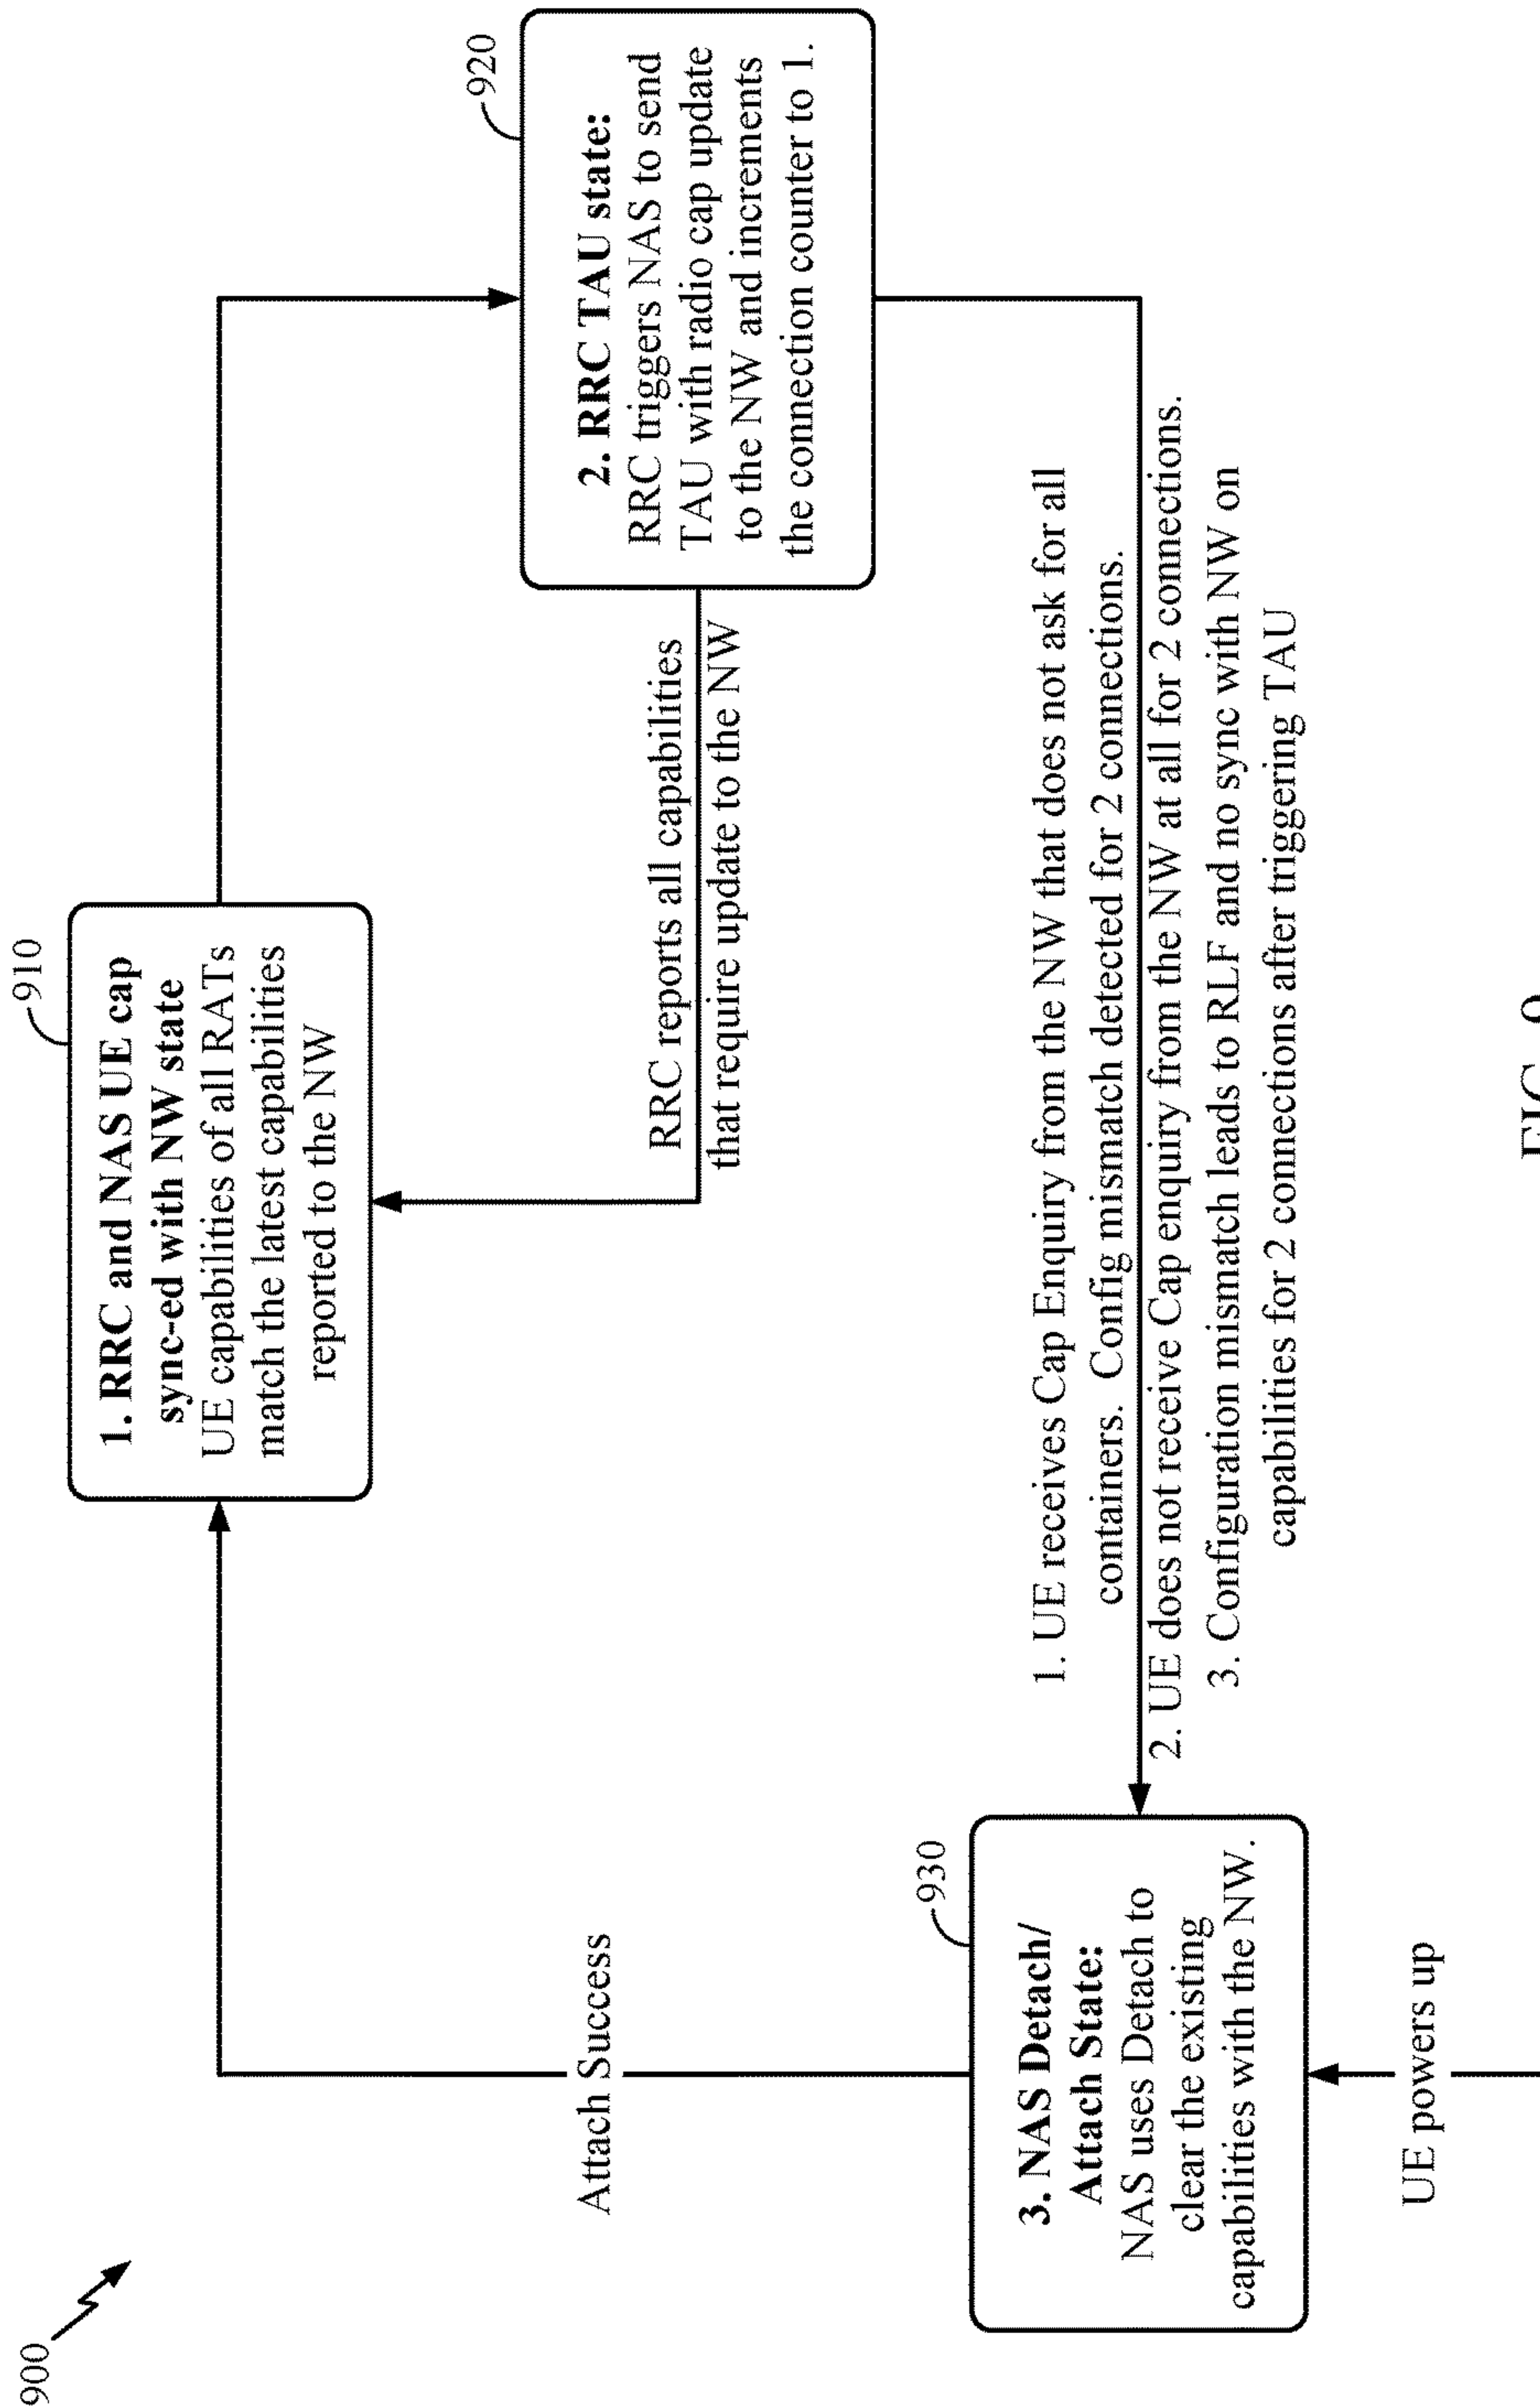 900
910
1. RRC and NAS UE cap
sync-ed with NW state
UE capabilities of all RATs
match the latest capabilities
reported to the NW
920
2. RRC TAU state:
RRC triggers NAS to send
TAU with radio cap update
to the NW and increments
the connection counter to 1.
RRC reports all capabilities
that require update to the NW
Attach Success
1. UE receives Cap Enquiry from the NW that does not ask for all
containers. Config mismatch detected for 2 connections.
2. UE does not receive Cap enquiry from the NW at all for 2 connections.
3. Configuration mismatch leads to RLF and no sync with NW on
capabilities for 2 connections after triggering TAU
930
3. NAS Detach/
Attach State:
NAS uses Detach to
clear the existing
capabilities with the NW.
UE powers up
FIG. 9